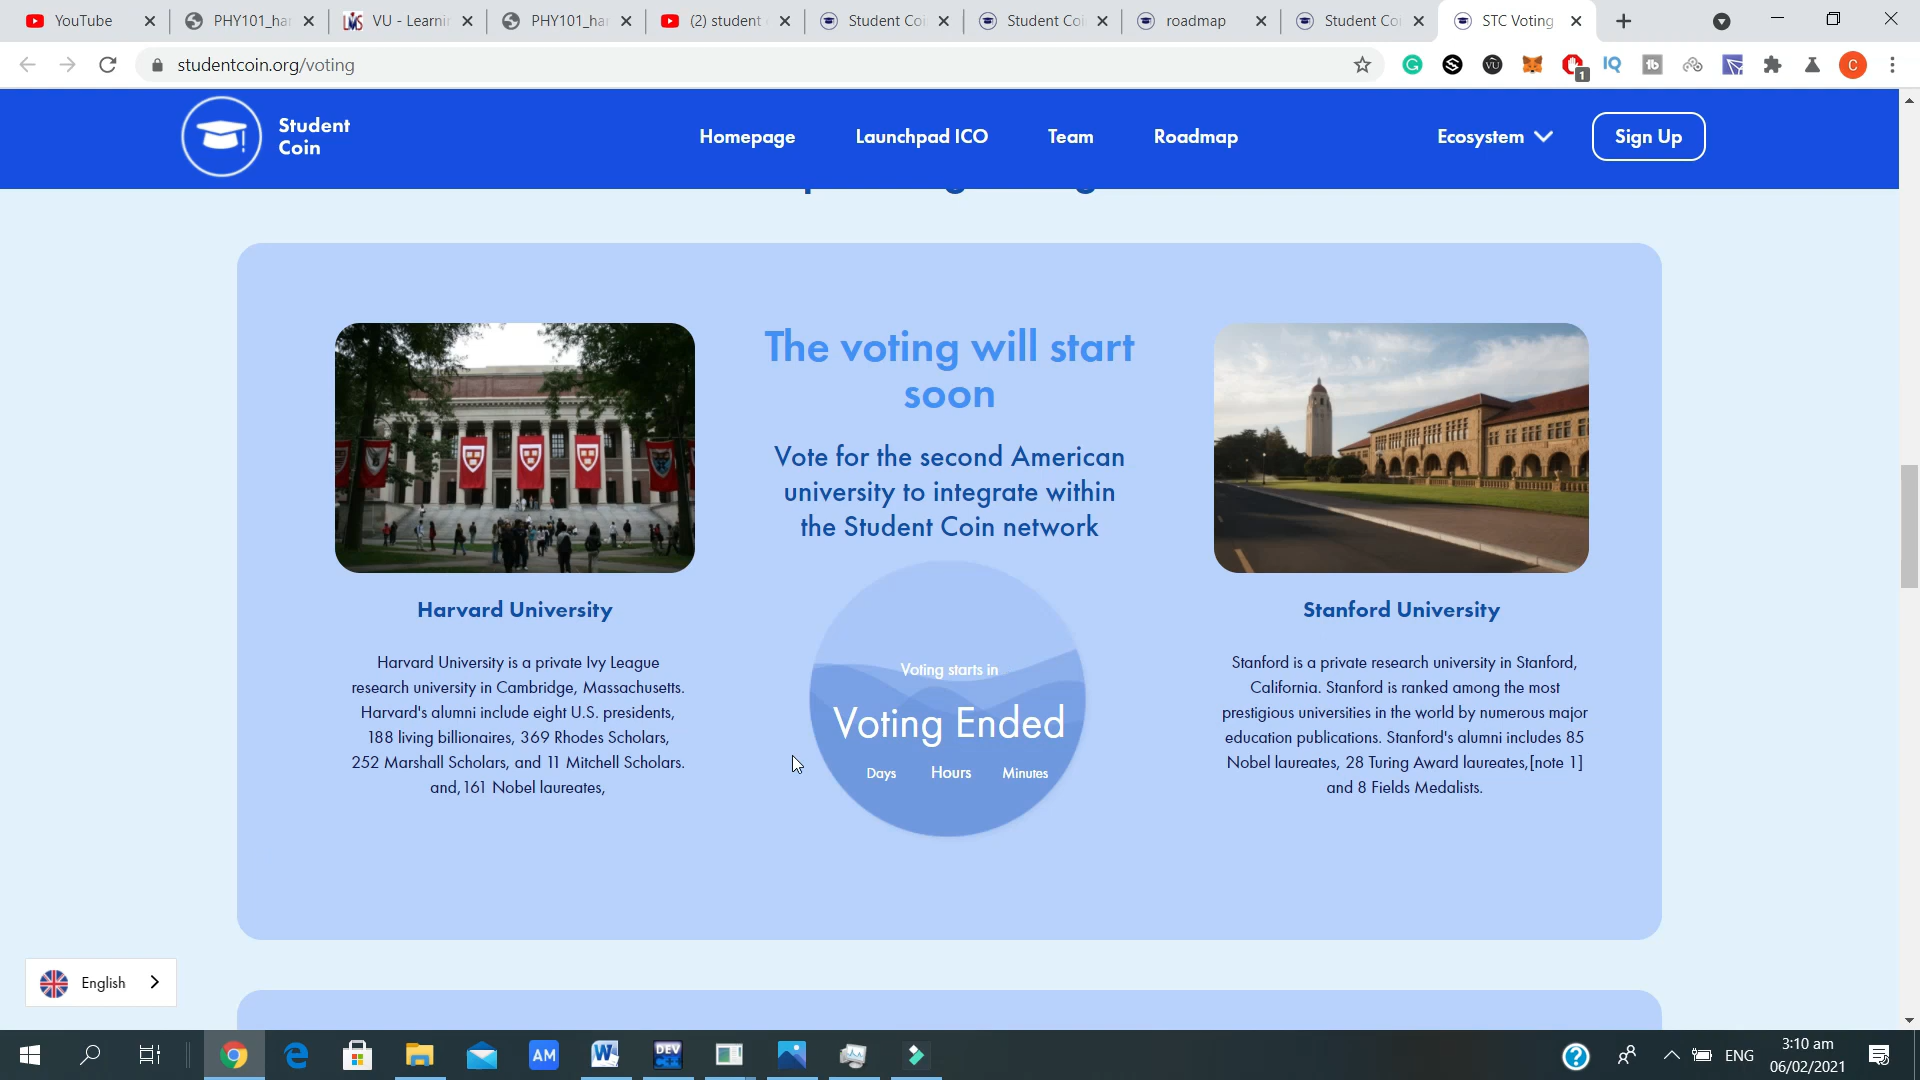 YouTube
PHY101_ha
VU - Learni
PHY101_ha
(2) student
Student Coi
Student Coi
roadmap
Student Coi
STC Voting
studentcoin.org/voting
1
C
Student
Coin
Homepage
Launchpad ICO
Team
Roadmap
Ecosystem
Sign Up
The voting will start
soon
Vote for the second American
university to integrate within
the Student Coin network
Harvard University
Harvard University is a private Ivy League
research university in Cambridge, Massachusetts.
Harvard's alumni include eight U.S. presidents,
188 living billionaires, 369 Rhodes Scholars,
252 Marshall Scholars, and 11 Mitchell Scholars.
and, 161 Nobel laureates,
Voting starts in
Voting Ended
Days Hours Minutes
Stanford University
Stanford is a private research university in Stanford,
California. Stanford is ranked among the most
prestigious universities in the world by numerous major
education publications. Stanford's alumni includes 85
Nobel laureates, 28 Turing Award laureates,[note 1]
and 8 Fields Medalists.
English
AM
DEV
ENG
3:10 am
06/02/2021